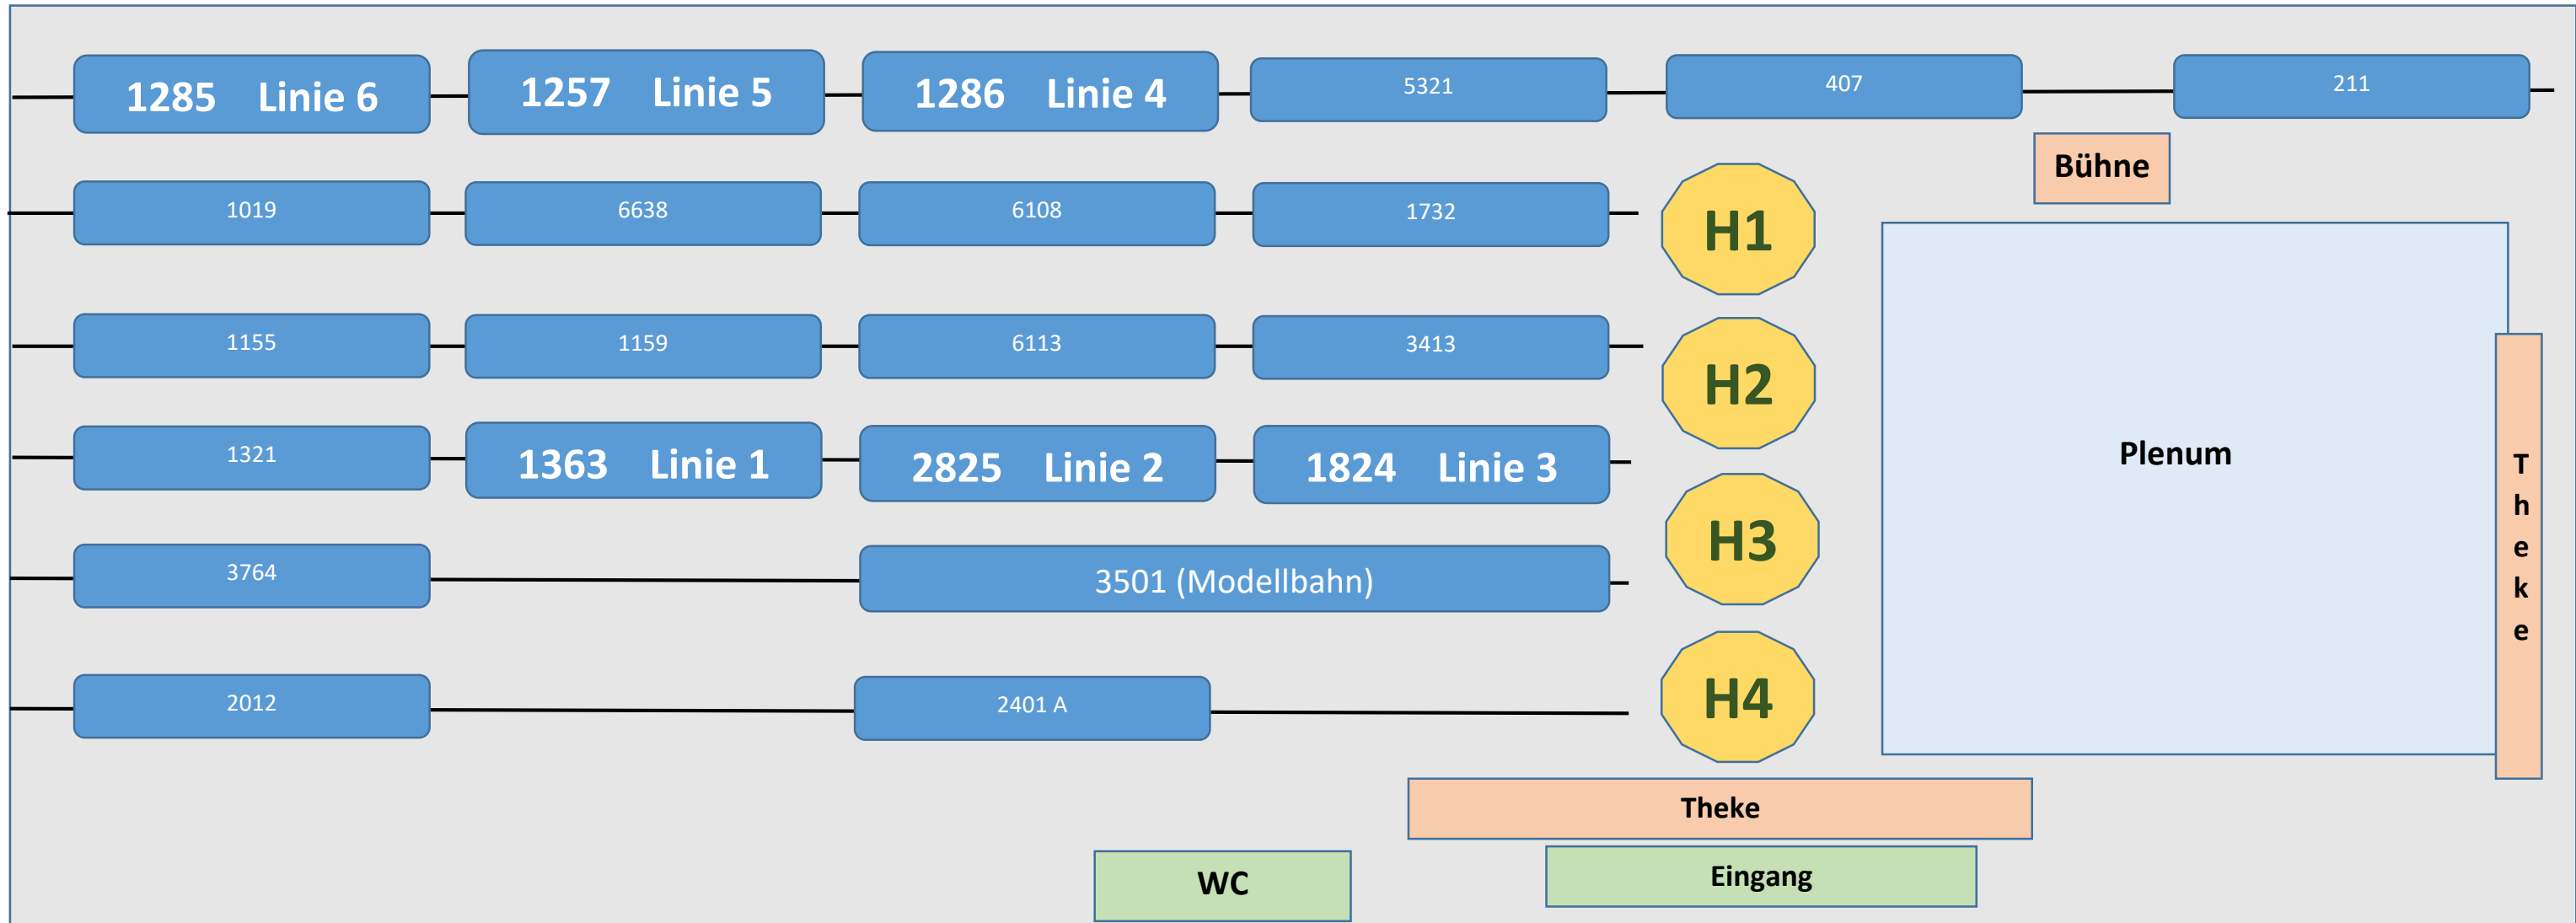 1285 Linie 6
1257 Linie 5
1286 Linie 4
5321
407
211
Bühne
1019
6638
6108
1732
H1
1155
1159
6113
3413
H2
Plenum
Theke
1321
1363 Linie 1
2825 Linie 2
1824 Linie 3
3764
3501 (Modellbahn)
H3
2012
2401 A
H4
Theke
WC
Eingang